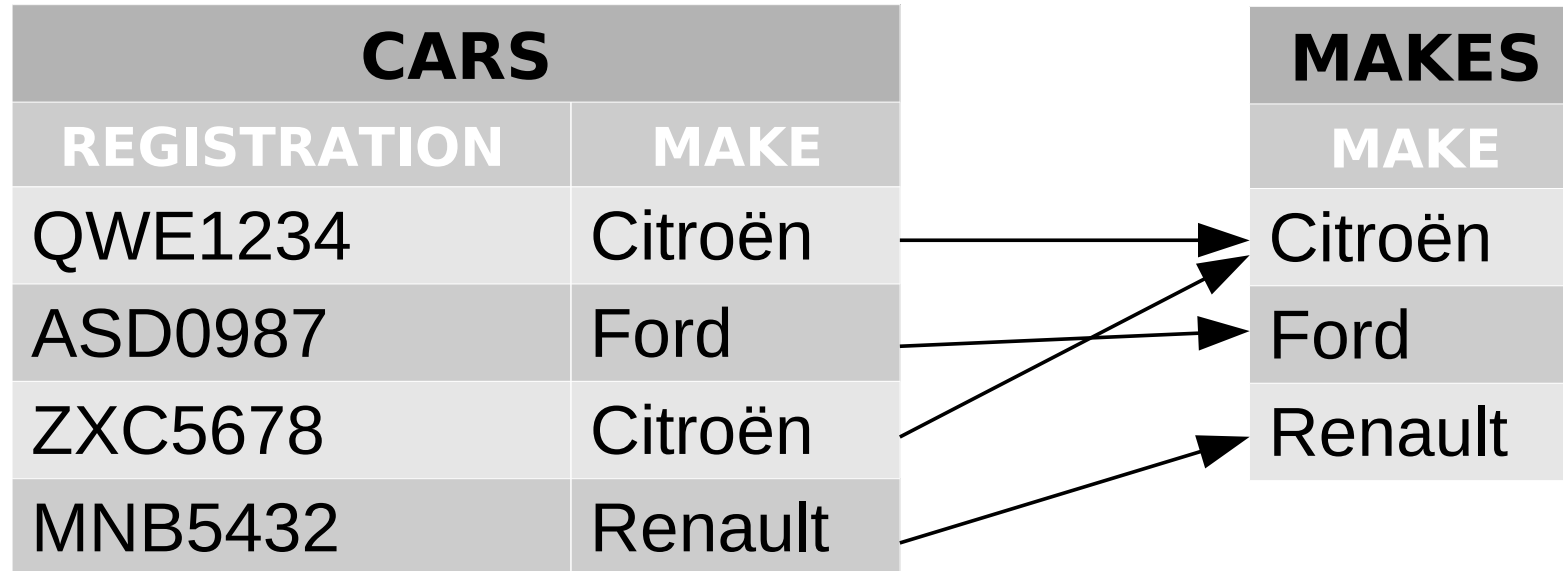 CARS
REGISTRATION MAKE
QWE1234 Citroën
ASD0987 Ford
ZXC5678 Citroën
MNB5432 Renault
MAKES
MAKE
Citroën
Ford
Renault